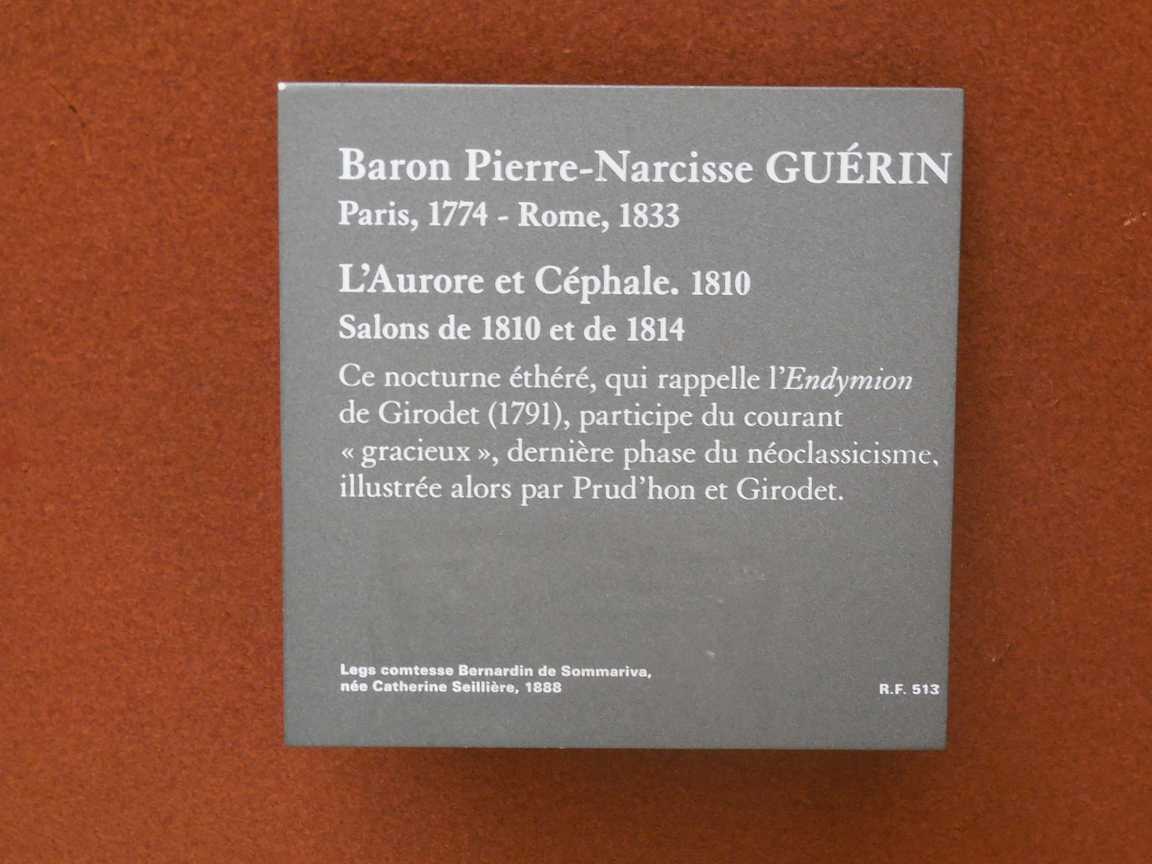 Baron Pierre-Narcisse GUÉRIN
Paris, 1774 - Rome, 1833
L'Aurore et Céphale. 1810
Salons de 1810 et de 1814
Ce nocturne éthéré, qui rappelle l'Endymion
de Girodet (1791), participe du courant
« gracieux », dernière phase du néoclassicisme,
illustrée alors par Prud'hon et Girodet.
Legs comtesse Bernardin de Sommariva,
née Catherine Seillière, 1888
R.F. 513